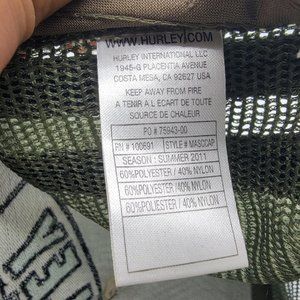 WWW.HURLEY.COM
HURLEY INTERNATIONAL LLC
1945-G PLACENTIA AVENUE
COSTA MESA, CA 92627 USA
KEEP AWAY FROM FIRE
A TENIR A L ECART DE TOUTE
SOURCE DE CHALEUR
PO # 75943-00
RN # 100691 STYLE # MASCCAP
SEASON : SUMMER 2011
60%POLYESTER / 40% NYLON
60%POLYESTER / 40% NYLON
60%POLYESTER / 40% NYLON